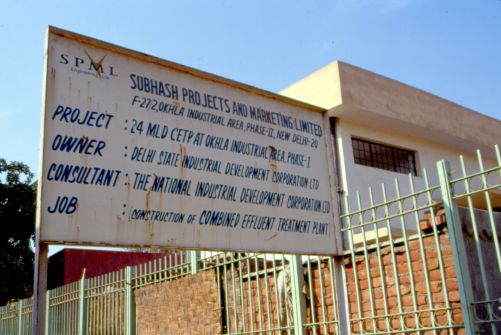 SPML
Engineering Life
SUBHASH PROJECTS AND MARKETING LIMITED
F-27/2, OKHLA INDUSTRIAL AREA, PHASE-II, NEW DELHI-20
PROJECT : 24 MLD CETP AT OKHLA INDUSTRIAL AREA, PHASE-I
OWNER : DELHI STATE INDUSTRIAL DEVELOPMENT CORPORATION LTD
CONSULTANT : THE NATIONAL INDUSTRIAL DEVELOPMENT CORPORATION LTD
JOB : (CONSTRUCTION OF COMBINED EFFLUENT TREATMENT PLANT)